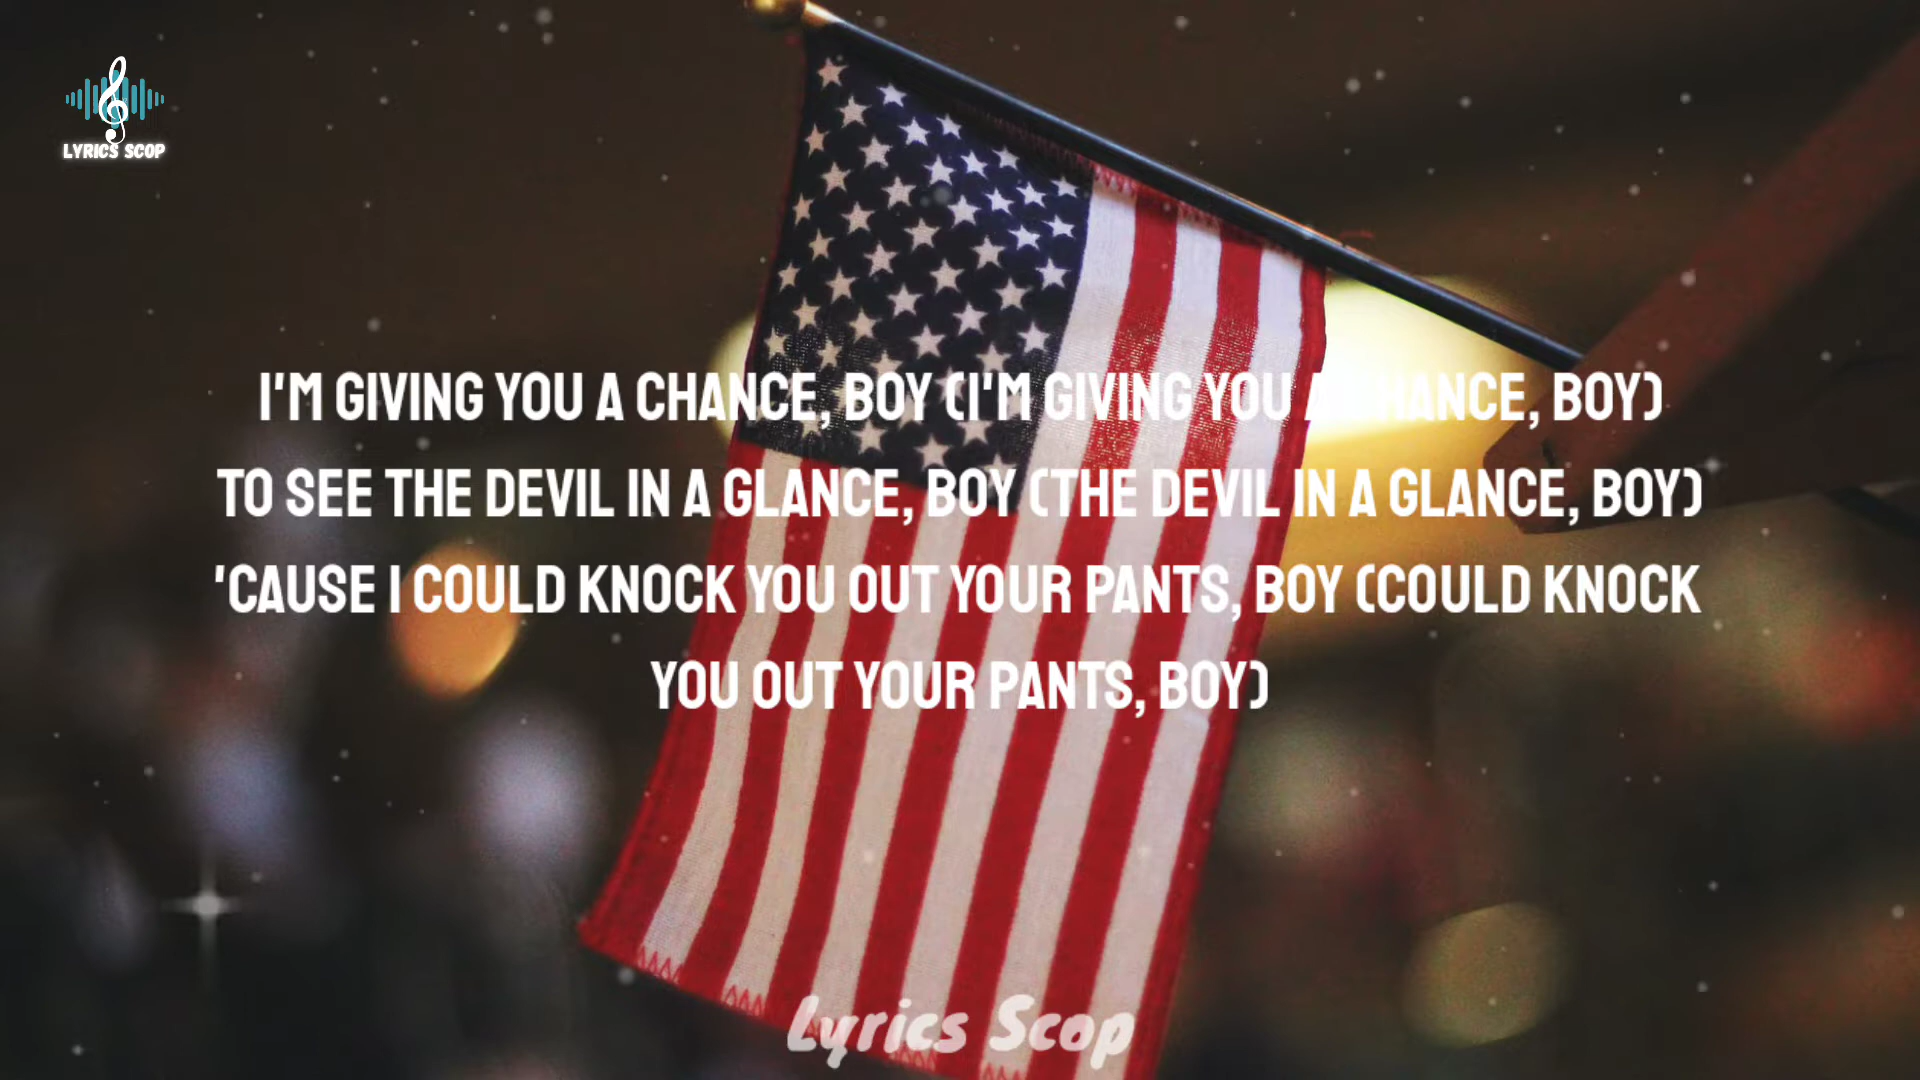 LYRICS SCOP
I'M GIVING YOU A CHANCE, BOY (I'M GIVING YOU A CHANCE, BOY)
TO SEE THE DEVIL IN A GLANCE, BOY (THE DEVIL IN A GLANCE, BOY)
'CAUSE I COULD KNOCK YOU OUT YOUR PANTS, BOY (COULD KNOCK
YOU OUT YOUR PANTS, BOY)
Lyrics Scop